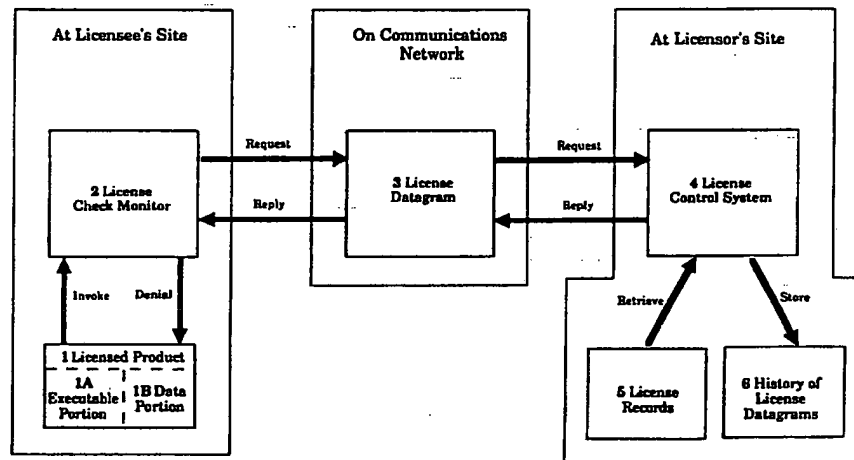 At Licensee's Site
On Communications
Network
At Licensor's Site
Request
Request
2 License
Check Monitor
3 License
Datagram
4 License
Control System
Reply
Reply
Invoke
Denial
Retrieve
Store
1 Licensed Product
1A
Executable
Portion
1B Data
Portion
5 License
Records
6 History of
License
Datagrams